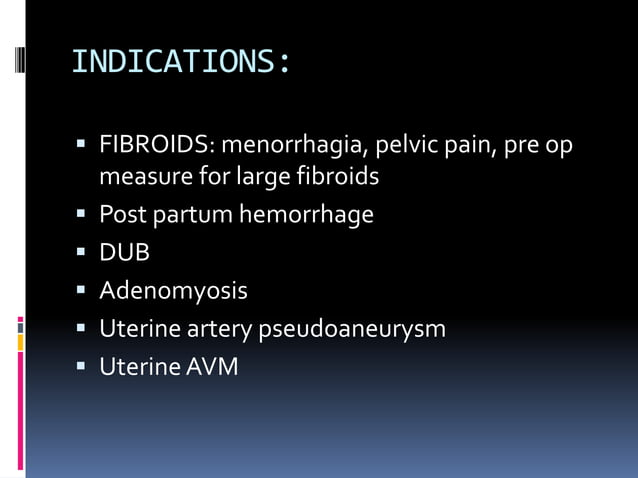 INDICATIONS:
▪ FIBROIDS: menorrhagia, pelvic pain, pre op
measure for large fibroids
▪ Post partum hemorrhage
▪ DUB
▪ Adenomyosis
▪ Uterine artery pseudoaneurysm
▪ Uterine AVM